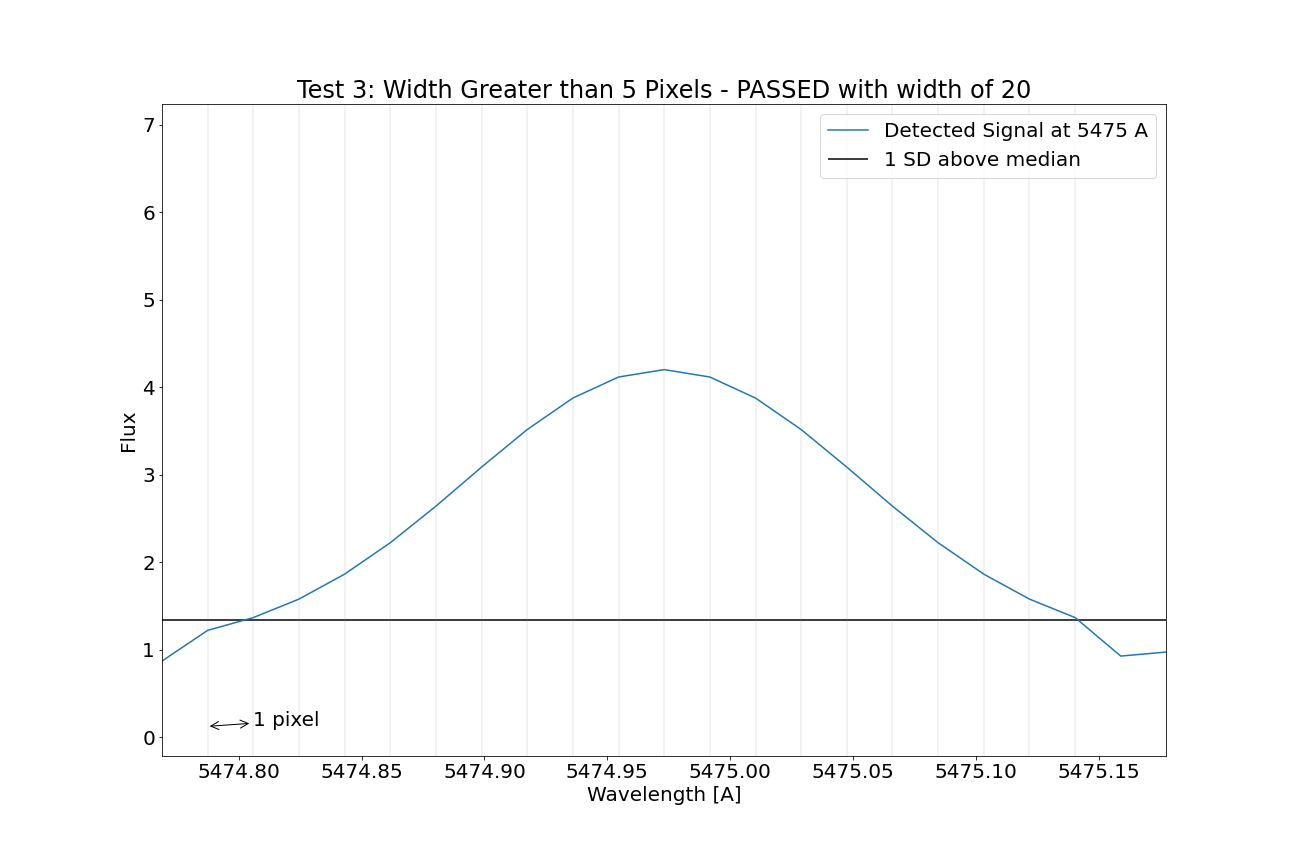 Test 3: Width Greater than 5 Pixels - PASSED with width of 20
Detected Signal at 5475 A
1 SD above median
7
6
5
4
3
2
1
0
Flux
1 pixel
5474.80 5474.85 5474.90 5474.95 5475.00 5475.05 5475.10 5475.15
Wavelength [A]